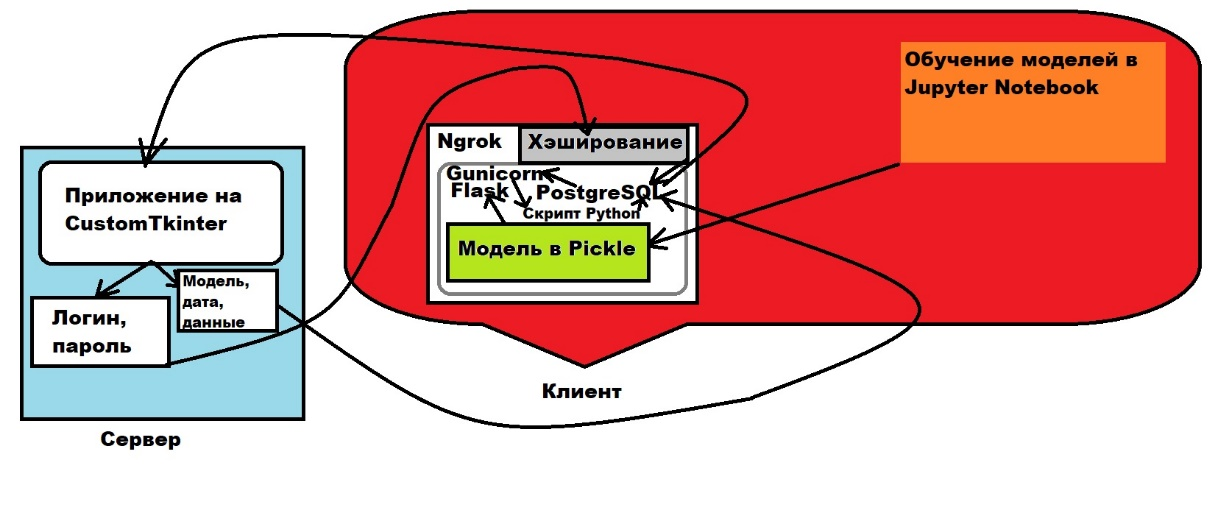 Обучение моделей в
Jupyter Notebook
Ngrok
Хэширование
Gunicorn
Flask
PostgreSQL
Скрипт Python
Модель в Pickle
Приложение на
CustomTkinter
Модель,
дата,
данные
Логин,
пароль
Клиент
Сервер